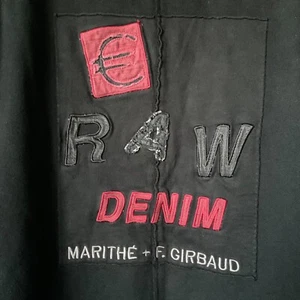 €
RAW
DENIM
MARITHÉ + F. GIRBAUD